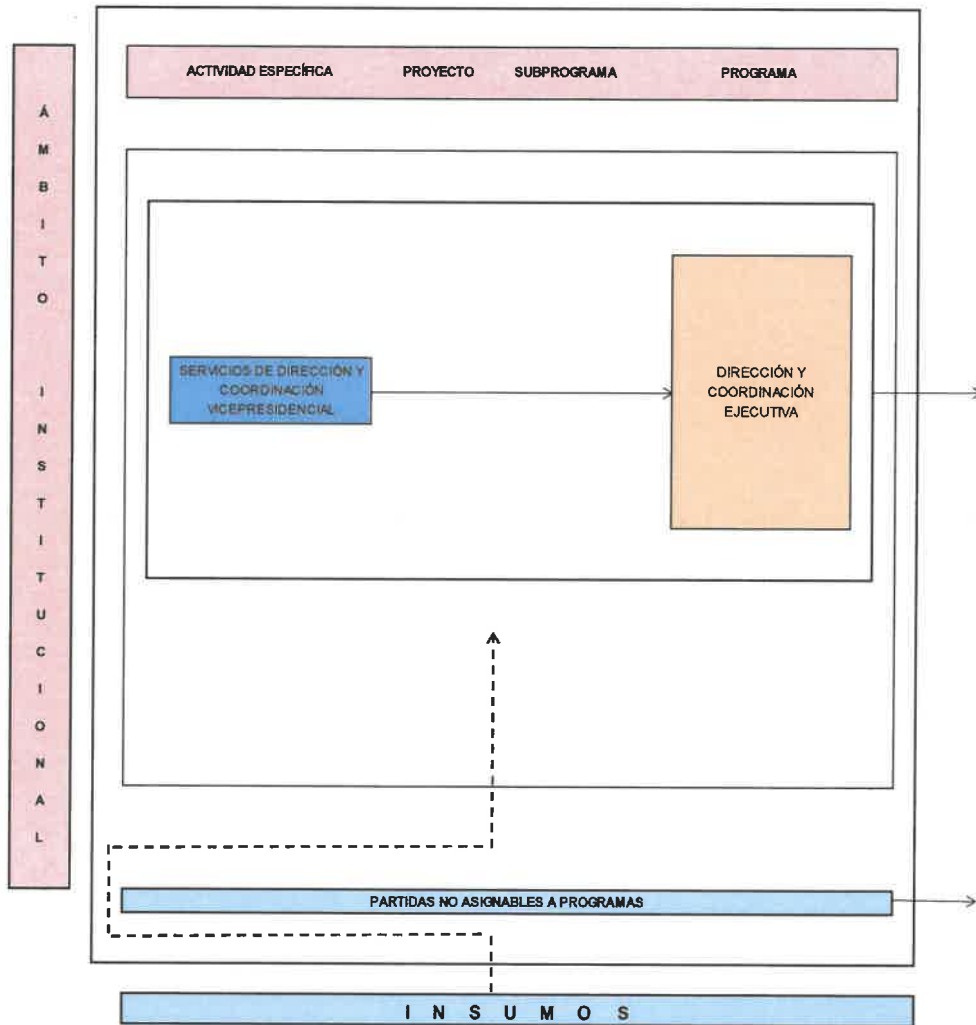 ACTIVIDAD ESPECÍFICA PROYECTO SUBPROGRAMA PROGRAMA
ÁMBITO INSTITUCIONAL
SERVICIOS DE DIRECCIÓN Y
COORDINACIÓN
VICEPRESIDENCIAL
DIRECCIÓN Y
COORDINACIÓN
EJECUTIVA
PARTIDAS NO ASIGNABLES A PROGRAMAS
INSUMOS